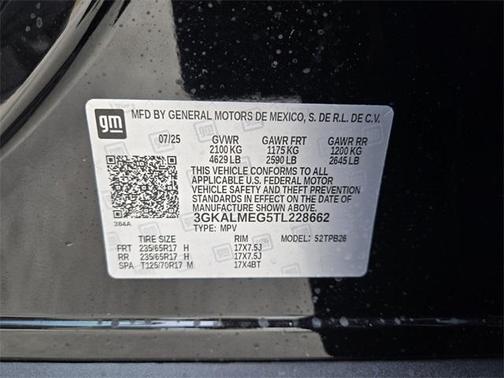 gm
MFD BY GENERAL MOTORS DE MEXICO, S. DE R.L. DE C.V.
07/25 GVWR GAWR FRT GAWR RR
2100 KG 1175 KG 1200 KG
4629 LB 2590 LB 2645 LB
THIS VEHICLE CONFORMS TO ALL
APPLICABLE U.S. FEDERAL MOTOR
VEHICLE SAFETY AND THEFT
PREVENTION STANDARDS IN EFFECT
ON THE DATE OF MANUFACTURE
SHOWN ABOVE.
3GKALMEG5TL228662
384A TYPE: MPV
TIRE SIZE RIM MODEL: 52TPB26
FRT 235/65R17 H 17X7.5J
RR 235/65R17 H 17X7.5J
SPA T125/70R17 M 17X4BT